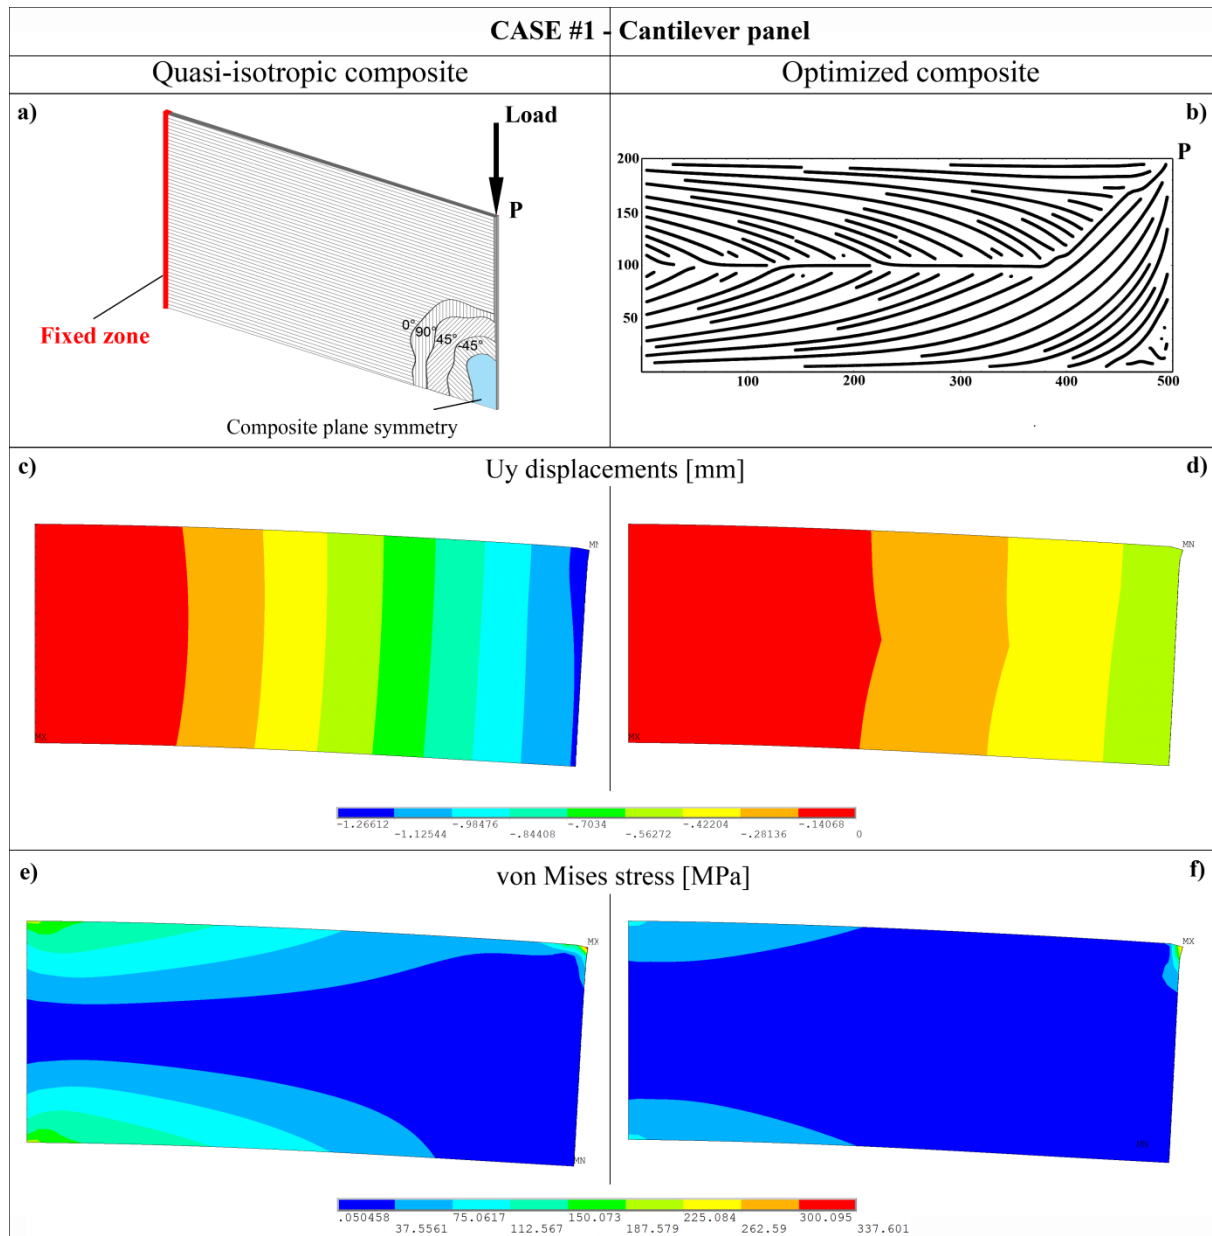 CASE #1 - Cantilever panel
Quasi-isotropic composite
Optimized composite
a)
Load
P
Fixed zone
0° 90° 45° -45°
Composite plane symmetry
b)
P
200
150
100
50
100 200 300 400 500
c)
Uy displacements [mm]
d)
MN
MX
MN
-1.26612 -.98476 -.7034 -.42204 -.14068
-1.12544 -.84408 -.56272 -.28136 0
e)
von Mises stress [MPa]
f)
MX
MX
MN
.050458 75.0617 150.073 225.084 300.095
37.5561 112.567 187.579 262.59 337.601